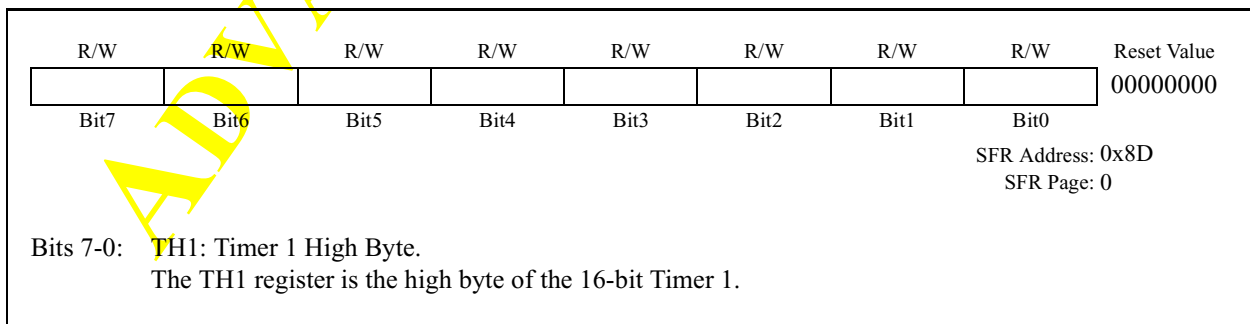 R/W R/W R/W R/W R/W R/W R/W R/W Reset Value
00000000
Bit7 Bit6 Bit5 Bit4 Bit3 Bit2 Bit1 Bit0
SFR Address: 0x8D
SFR Page: 0
Bits 7-0: TH1: Timer 1 High Byte.
The TH1 register is the high byte of the 16-bit Timer 1.